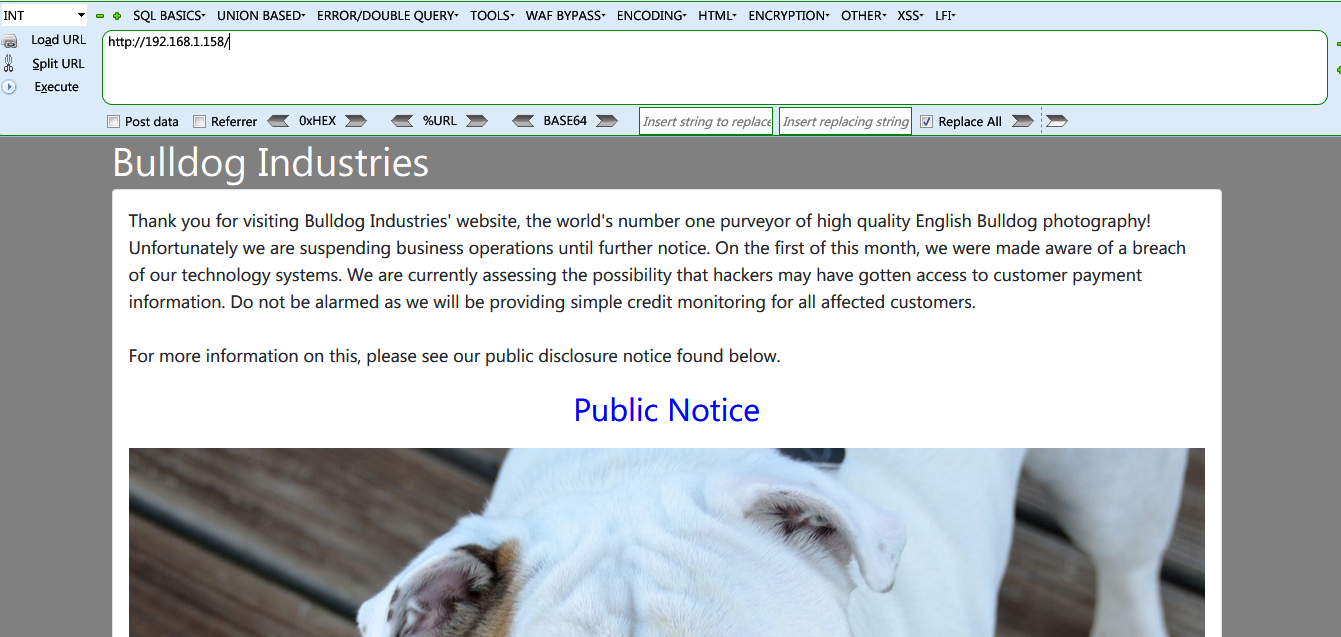 INT SQL BASICS UNION BASED ERROR/DOUBLE QUERY TOOLS WAF BYPASS ENCODING HTML ENCRYPTION OTHER XSS LFI
Load URL http://192.168.1.158/
Split URL
Execute
Post data Referrer 0xHEX %URL BASE64 Insert string to replace Insert replacing string Replace All
Bulldog Industries
Thank you for visiting Bulldog Industries' website, the world's number one purveyor of high quality English Bulldog photography!
Unfortunately we are suspending business operations until further notice. On the first of this month, we were made aware of a breach
of our technology systems. We are currently assessing the possibility that hackers may have gotten access to customer payment
information. Do not be alarmed as we will be providing simple credit monitoring for all affected customers.
For more information on this, please see our public disclosure notice found below.
Public Notice